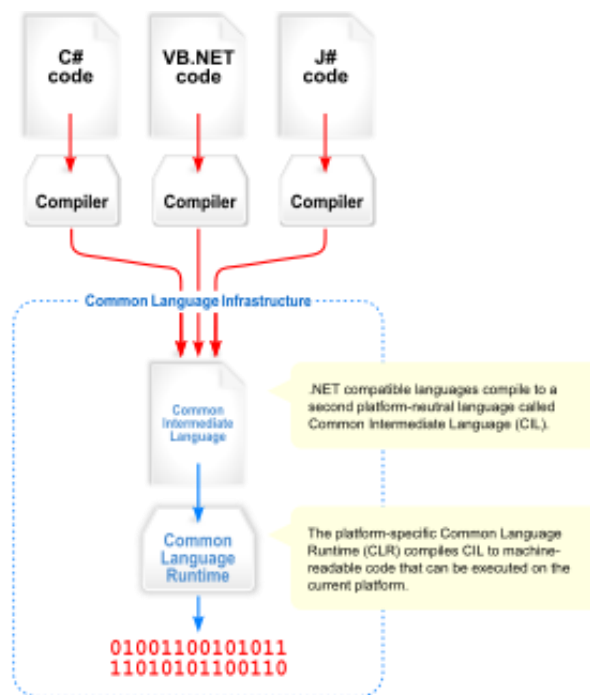 C#
code
VB.NET
code
J#
code
Compiler
Compiler
Compiler
Common Language Infrastructure
Common
Intermediate
Language
.NET compatible languages compile to a
second platform-neutral language called
Common Intermediate Language (CIL).
Common
Language
Runtime
The platform-specific Common Language
Runtime (CLR) compiles CIL to machine-
readable code that can be executed on the
current platform.
01001100101011
11010101100110